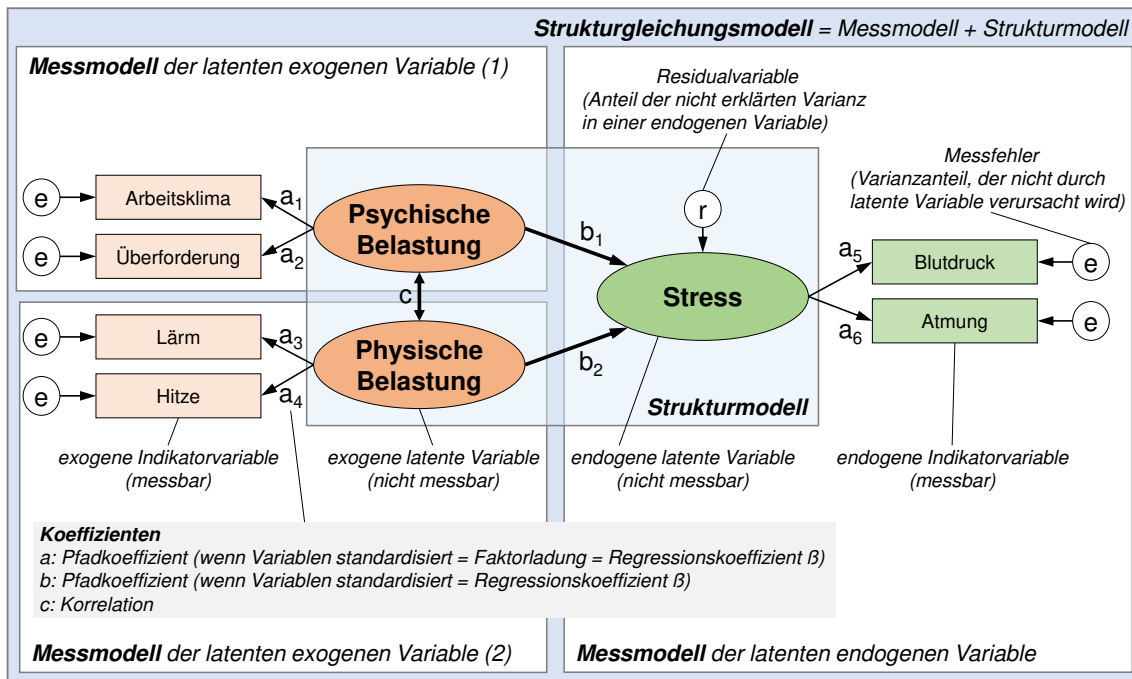 Strukturgleichungsmodell = Messmodell + Strukturmodell
Messmodell der latenten exogenen Variable (1)
Residualvariable
(Anteil der nicht erklärten Varianz
in einer endogenen Variable)
Messfehler
(Varianzanteil, der nicht durch
latente Variable verursacht wird)
e
Arbeitsklima
a1
e
Überforderung
a2
Psychische
Belastung
b1
r
c
Stress
a5
Blutdruck
e
a6
Atmung
e
e
Lärm
a3
e
Hitze
a4
Physische
Belastung
b2
Strukturmodell
exogene Indikatorvariable
(messbar)
exogene latente Variable
(nicht messbar)
endogene latente Variable
(nicht messbar)
endogene Indikatorvariable
(messbar)
Koeffizienten
a: Pfadkoeffizient (wenn Variablen standardisiert = Faktorladung = Regressionskoeffizient ß)
b: Pfadkoeffizient (wenn Variablen standardisiert = Regressionskoeffizient ß)
c: Korrelation
Messmodell der latenten exogenen Variable (2)
Messmodell der latenten endogenen Variable